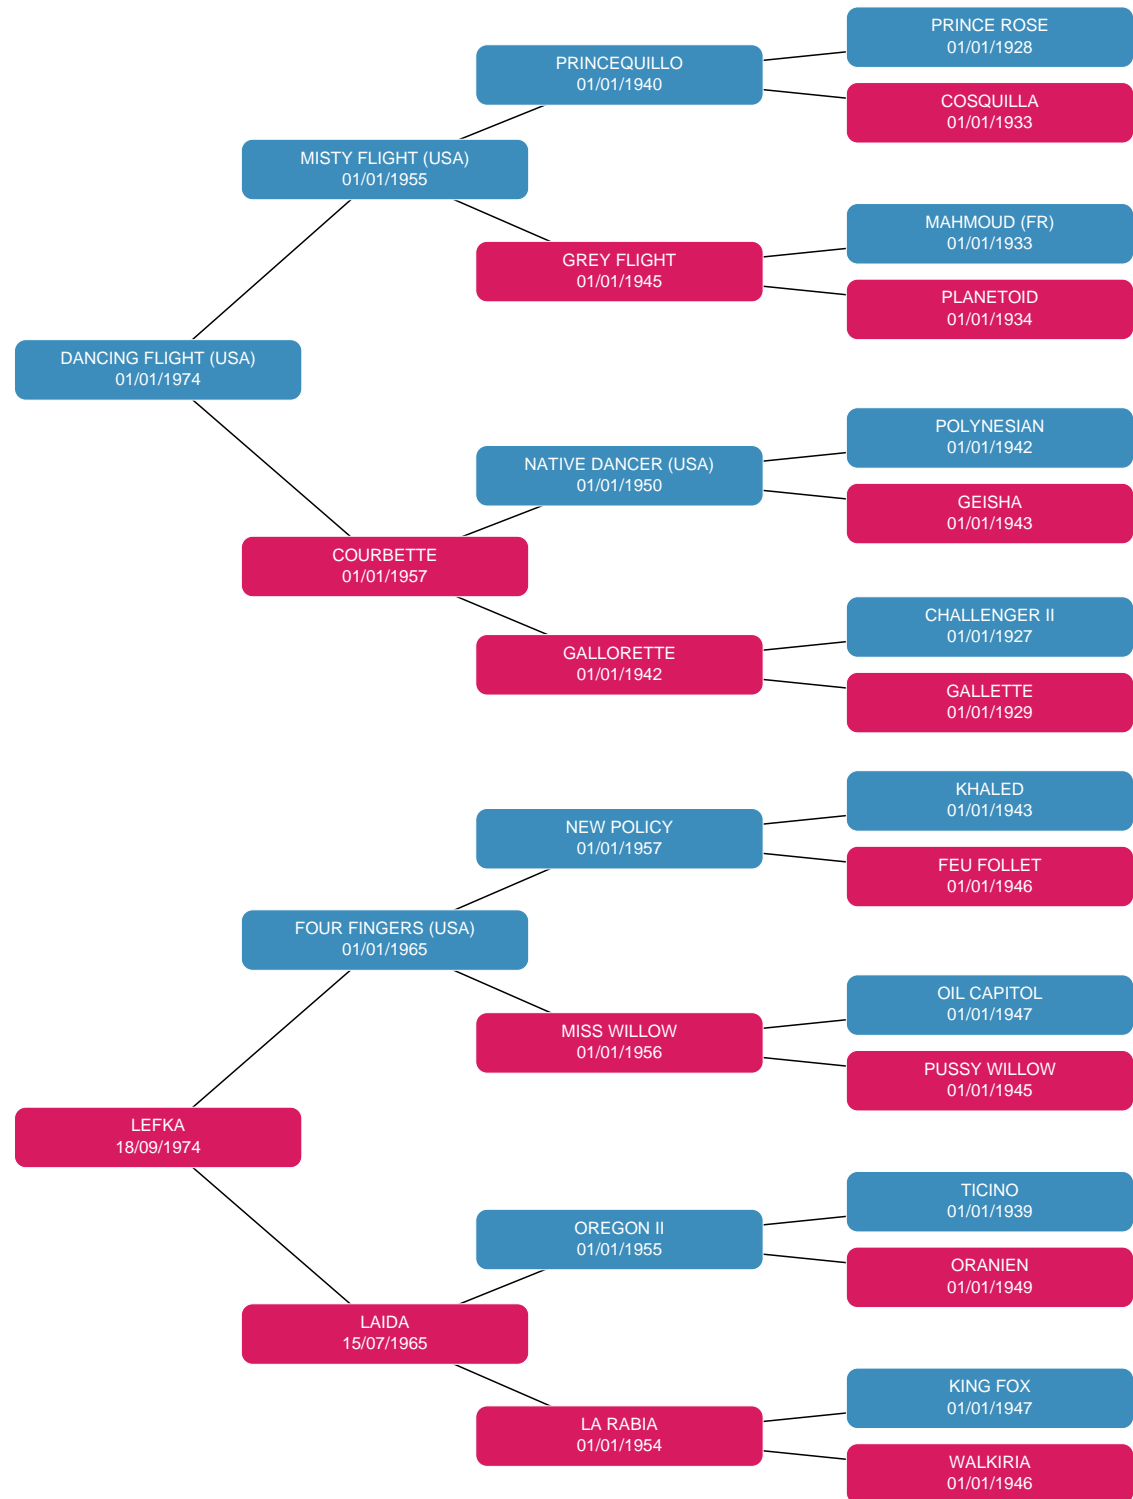 PRINCE ROSE
01/01/1928
PRINCEQUILLO
01/01/1940
COSQUILLA
01/01/1933
MISTY FLIGHT (USA)
01/01/1955
MAHMOUD (FR)
01/01/1933
GREY FLIGHT
01/01/1945
PLANETOID
01/01/1934
DANCING FLIGHT (USA)
01/01/1974
POLYNESIAN
01/01/1942
NATIVE DANCER (USA)
01/01/1950
GEISHA
01/01/1943
COURBETTE
01/01/1957
CHALLENGER II
01/01/1927
GALLORETTE
01/01/1942
GALLETTE
01/01/1929
KHALED
01/01/1943
NEW POLICY
01/01/1957
FEU FOLLET
01/01/1946
FOUR FINGERS (USA)
01/01/1965
OIL CAPITOL
01/01/1947
MISS WILLOW
01/01/1956
PUSSY WILLOW
01/01/1945
LEFKA
18/09/1974
TICINO
01/01/1939
OREGON II
01/01/1955
ORANIEN
01/01/1949
LAIDA
15/07/1965
KING FOX
01/01/1947
LA RABIA
01/01/1954
WALKIRIA
01/01/1946